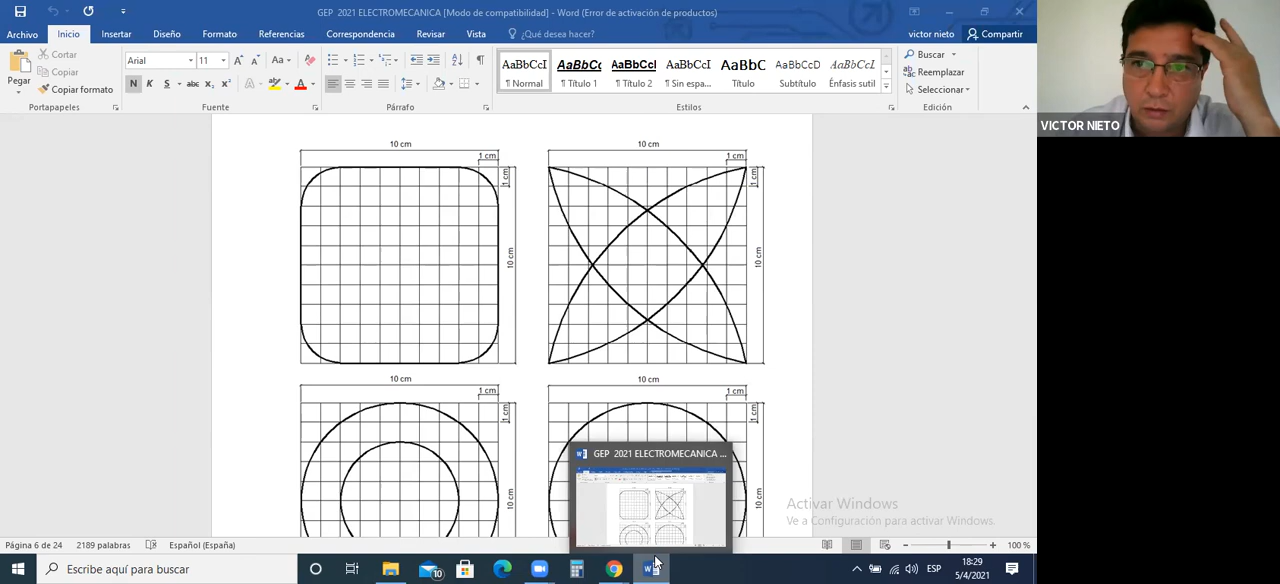 GEP 2021 ELECTROMECANICA [Modo de compatibilidad] - Word (Error de activación de productos)
Archivo Inicio Insertar Diseño Formato Referencias Correspondencia Revisar Vista ¿Qué desea hacer? victor nieto Compartir
Pegar
Cortar
Copiar
Copiar formato
Portapapeles
Arial 11
Aa
N K S abc x₂ x²
A A
Fuente
Párrafo
AaBbCcI AaBbCc AaBbCcI AaBbCcI AaBbC AaBbCcD AaBbCcI
¶ Normal ¶ Título 1 ¶ Título 2 ¶ Sin espa... Título Subtítulo Énfasis sutil
Estilos
Buscar
Reemplazar
Seleccionar
Edición
VICTOR NIETO
10 cm 10 cm
1 cm 1 cm
1 cm 1 cm
10 cm 10 cm
10 cm 10 cm
1 cm 1 cm
1 cm 1 cm
10 cm 10 cm
GEP 2021 ELECTROMECANICA ...
Activar Windows
Ve a Configuración para activar Windows.
Página 6 de 24 2189 palabras Español (España) 100 %
Escribe aquí para buscar
10
ESP
18:29
5/4/2021